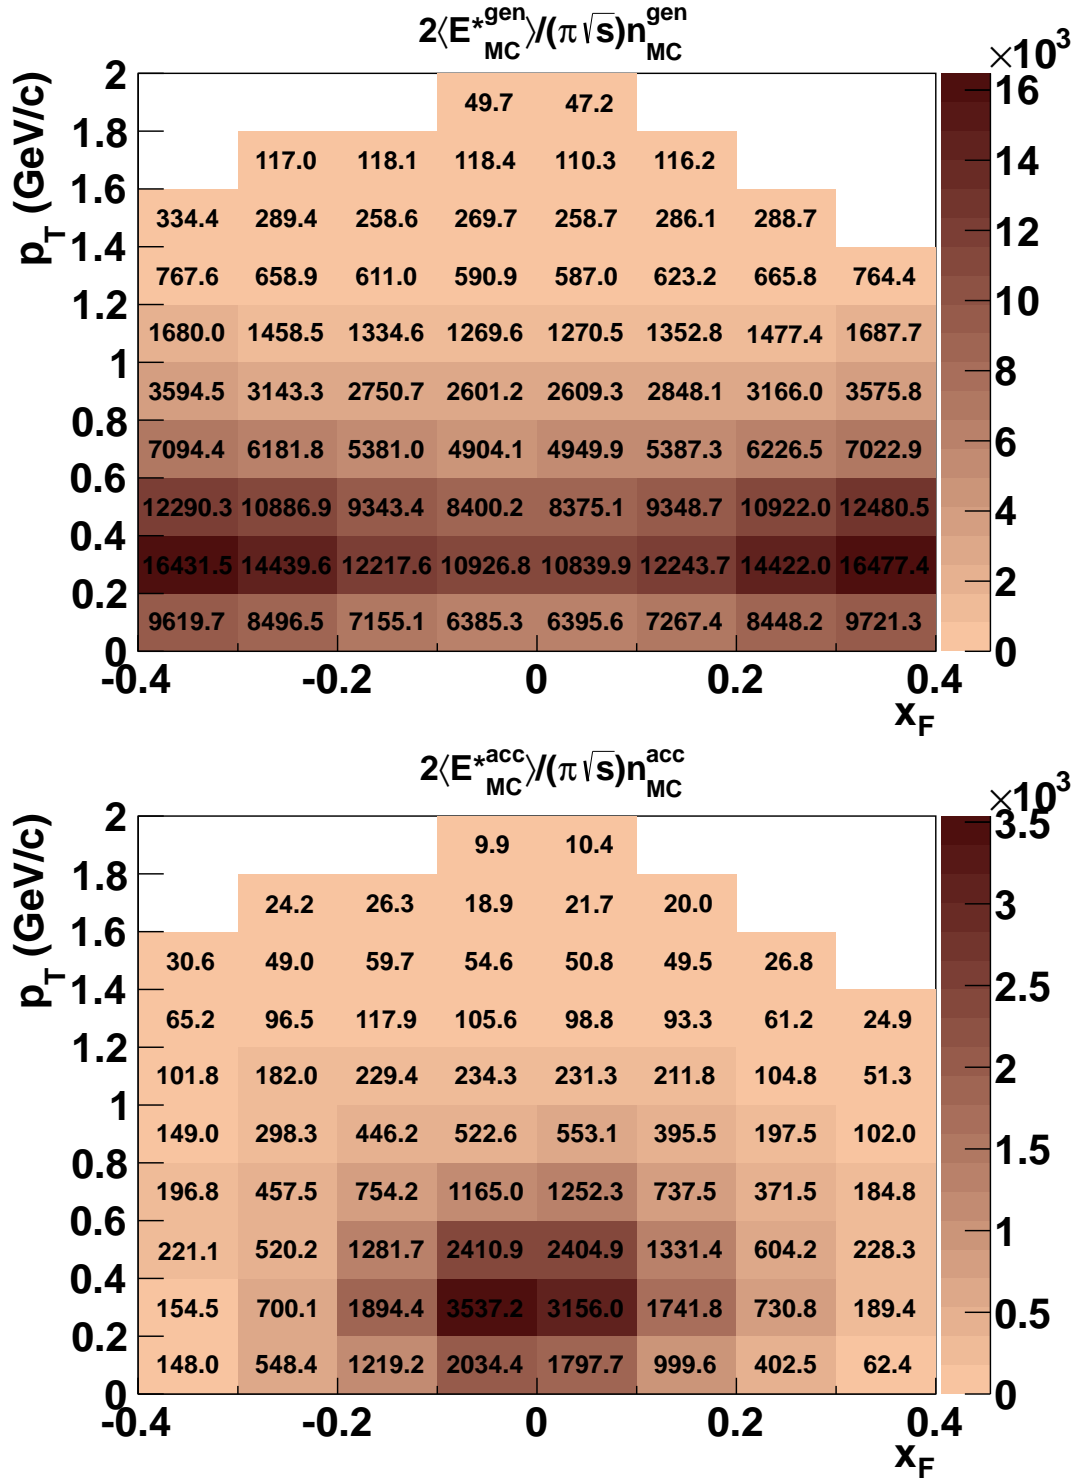 2⟨E*^gen_MC⟩/(π√s)n^gen_MC
×10³
p_T (GeV/c)
2 49.7 47.2 16
1.8 117.0 118.1 118.4 110.3 116.2 14
1.6 334.4 289.4 258.6 269.7 258.7 286.1 288.7 12
1.4 767.6 658.9 611.0 590.9 587.0 623.2 665.8 764.4
1.2 1680.0 1458.5 1334.6 1269.6 1270.5 1352.8 1477.4 1687.7 10
1 3594.5 3143.3 2750.7 2601.2 2609.3 2848.1 3166.0 3575.8 8
0.8 7094.4 6181.8 5381.0 4904.1 4949.9 5387.3 6226.5 7022.9 6
0.6 12290.3 10886.9 9343.4 8400.2 8375.1 9348.7 10922.0 12480.5 4
0.4 16431.5 14439.6 12217.6 10926.8 10839.9 12243.7 14422.0 16477.4 2
0.2 9619.7 8496.5 7155.1 6385.3 6395.6 7267.4 8448.2 9721.3
0 0
-0.4 -0.2 0 0.2 0.4
x_F
2⟨E*^acc_MC⟩/(π√s)n^acc_MC
×10³
p_T (GeV/c)
2 9.9 10.4 3.5
1.8 24.2 26.3 18.9 21.7 20.0 3
1.6 30.6 49.0 59.7 54.6 50.8 49.5 26.8 2.5
1.4 65.2 96.5 117.9 105.6 98.8 93.3 61.2 24.9
1.2 101.8 182.0 229.4 234.3 231.3 211.8 104.8 51.3 2
1 149.0 298.3 446.2 522.6 553.1 395.5 197.5 102.0 1.5
0.8 196.8 457.5 754.2 1165.0 1252.3 737.5 371.5 184.8
0.6 221.1 520.2 1281.7 2410.9 2404.9 1331.4 604.2 228.3 1
0.4 154.5 700.1 1894.4 3537.2 3156.0 1741.8 730.8 189.4 0.5
0.2 148.0 548.4 1219.2 2034.4 1797.7 999.6 402.5 62.4
0 0
-0.4 -0.2 0 0.2 0.4
x_F